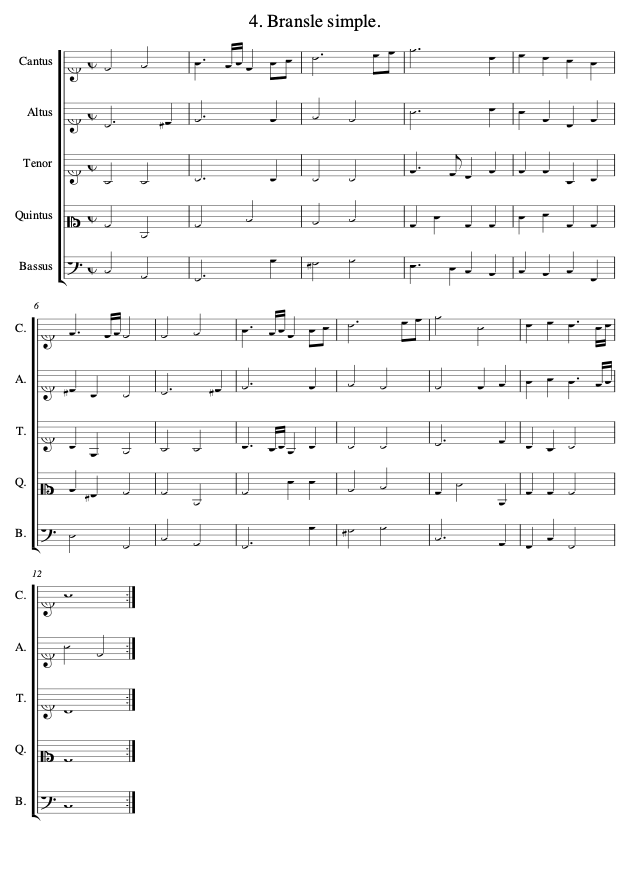 4. Bransle simple.
Cantus
Altus
Tenor
Quintus
Bassus
6
C.
A.
T.
Q.
B.
12
C.
A.
T.
Q.
B.